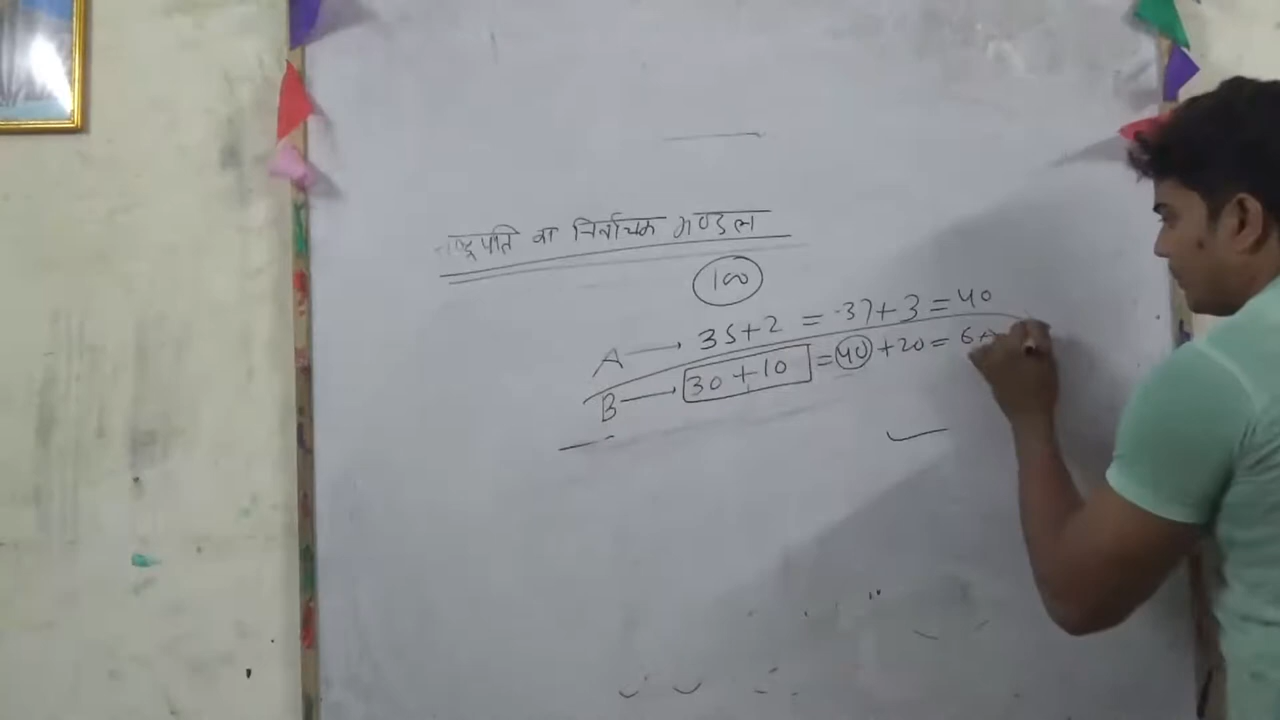 राष्ट्रपति का निर्वाचक मण्डल
100
A → 35+2 = 37+3 = 40
B → 30+10 = 40 +20 = 60